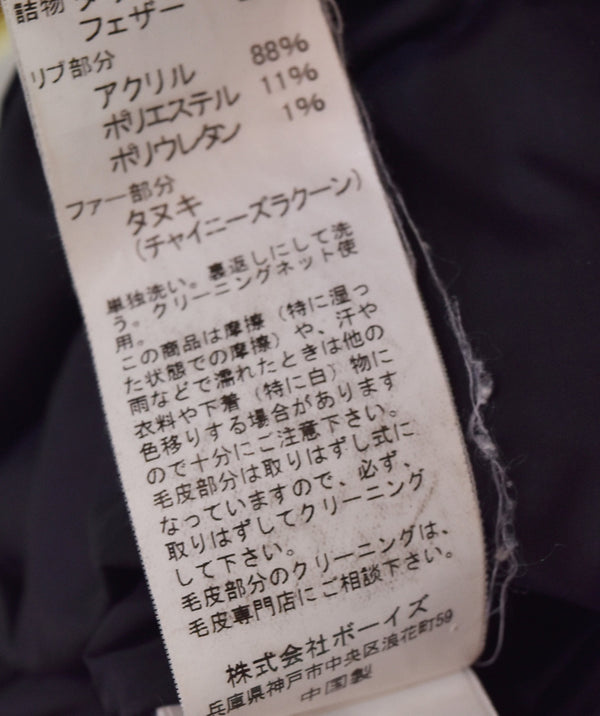 詰物
フェザー
リブ部分
アクリル 88%
ポリエステル 11%
ポリウレタン 1%
ファー部分
タヌキ
(チャイニーズラクーン)
単独洗い。裏返しにして洗
う。クリーニングネット使
用。
この商品は摩擦（特に湿っ
た状態での摩擦）や、汗や
雨などで濡れたときは他の
衣料や下着（特に白）物に
色移りする場合があります
ので十分にご注意下さい。
毛皮部分は取りはずし式に
なっていますので、必ず、
取りはずしてクリーニング
して下さい。
毛皮部分のクリーニングは、
毛皮専門店にご相談下さい。
株式会社ボーイズ
兵庫県神戸市中央区浪花町59
中国製